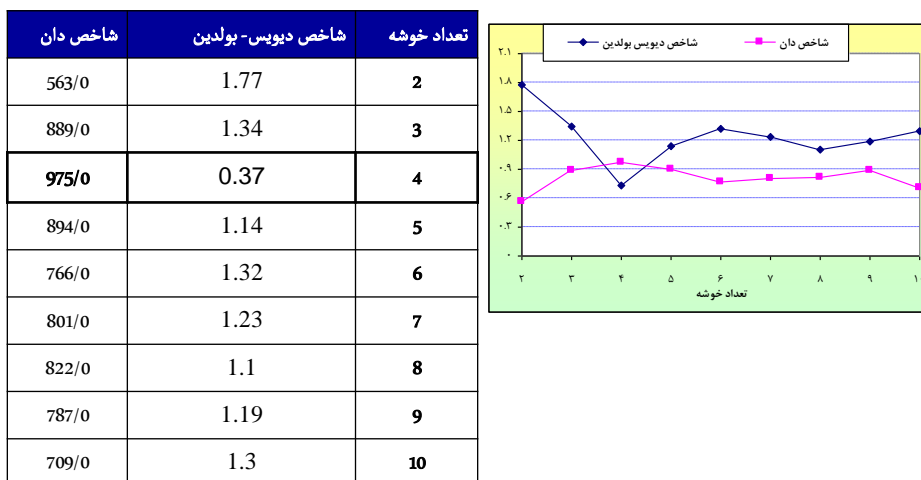 تعداد خوشه	شاخص دیویس- بولدین	شاخص دان
2	1.77	563/0
3	1.34	889/0
4	0.37	975/0
5	1.14	894/0
6	1.32	766/0
7	1.23	801/0
8	1.1	822/0
9	1.19	787/0
10	1.3	709/0
شاخص دیویس بولدین	شاخص دان
۲.۱
۱.۸
۱.۵
۱.۲
۰.۹
۰.۶
۰.۳
۰
۲ ۳ ۴ ۵ ۶ ۷ ۸ ۹ ۱۰
تعداد خوشه